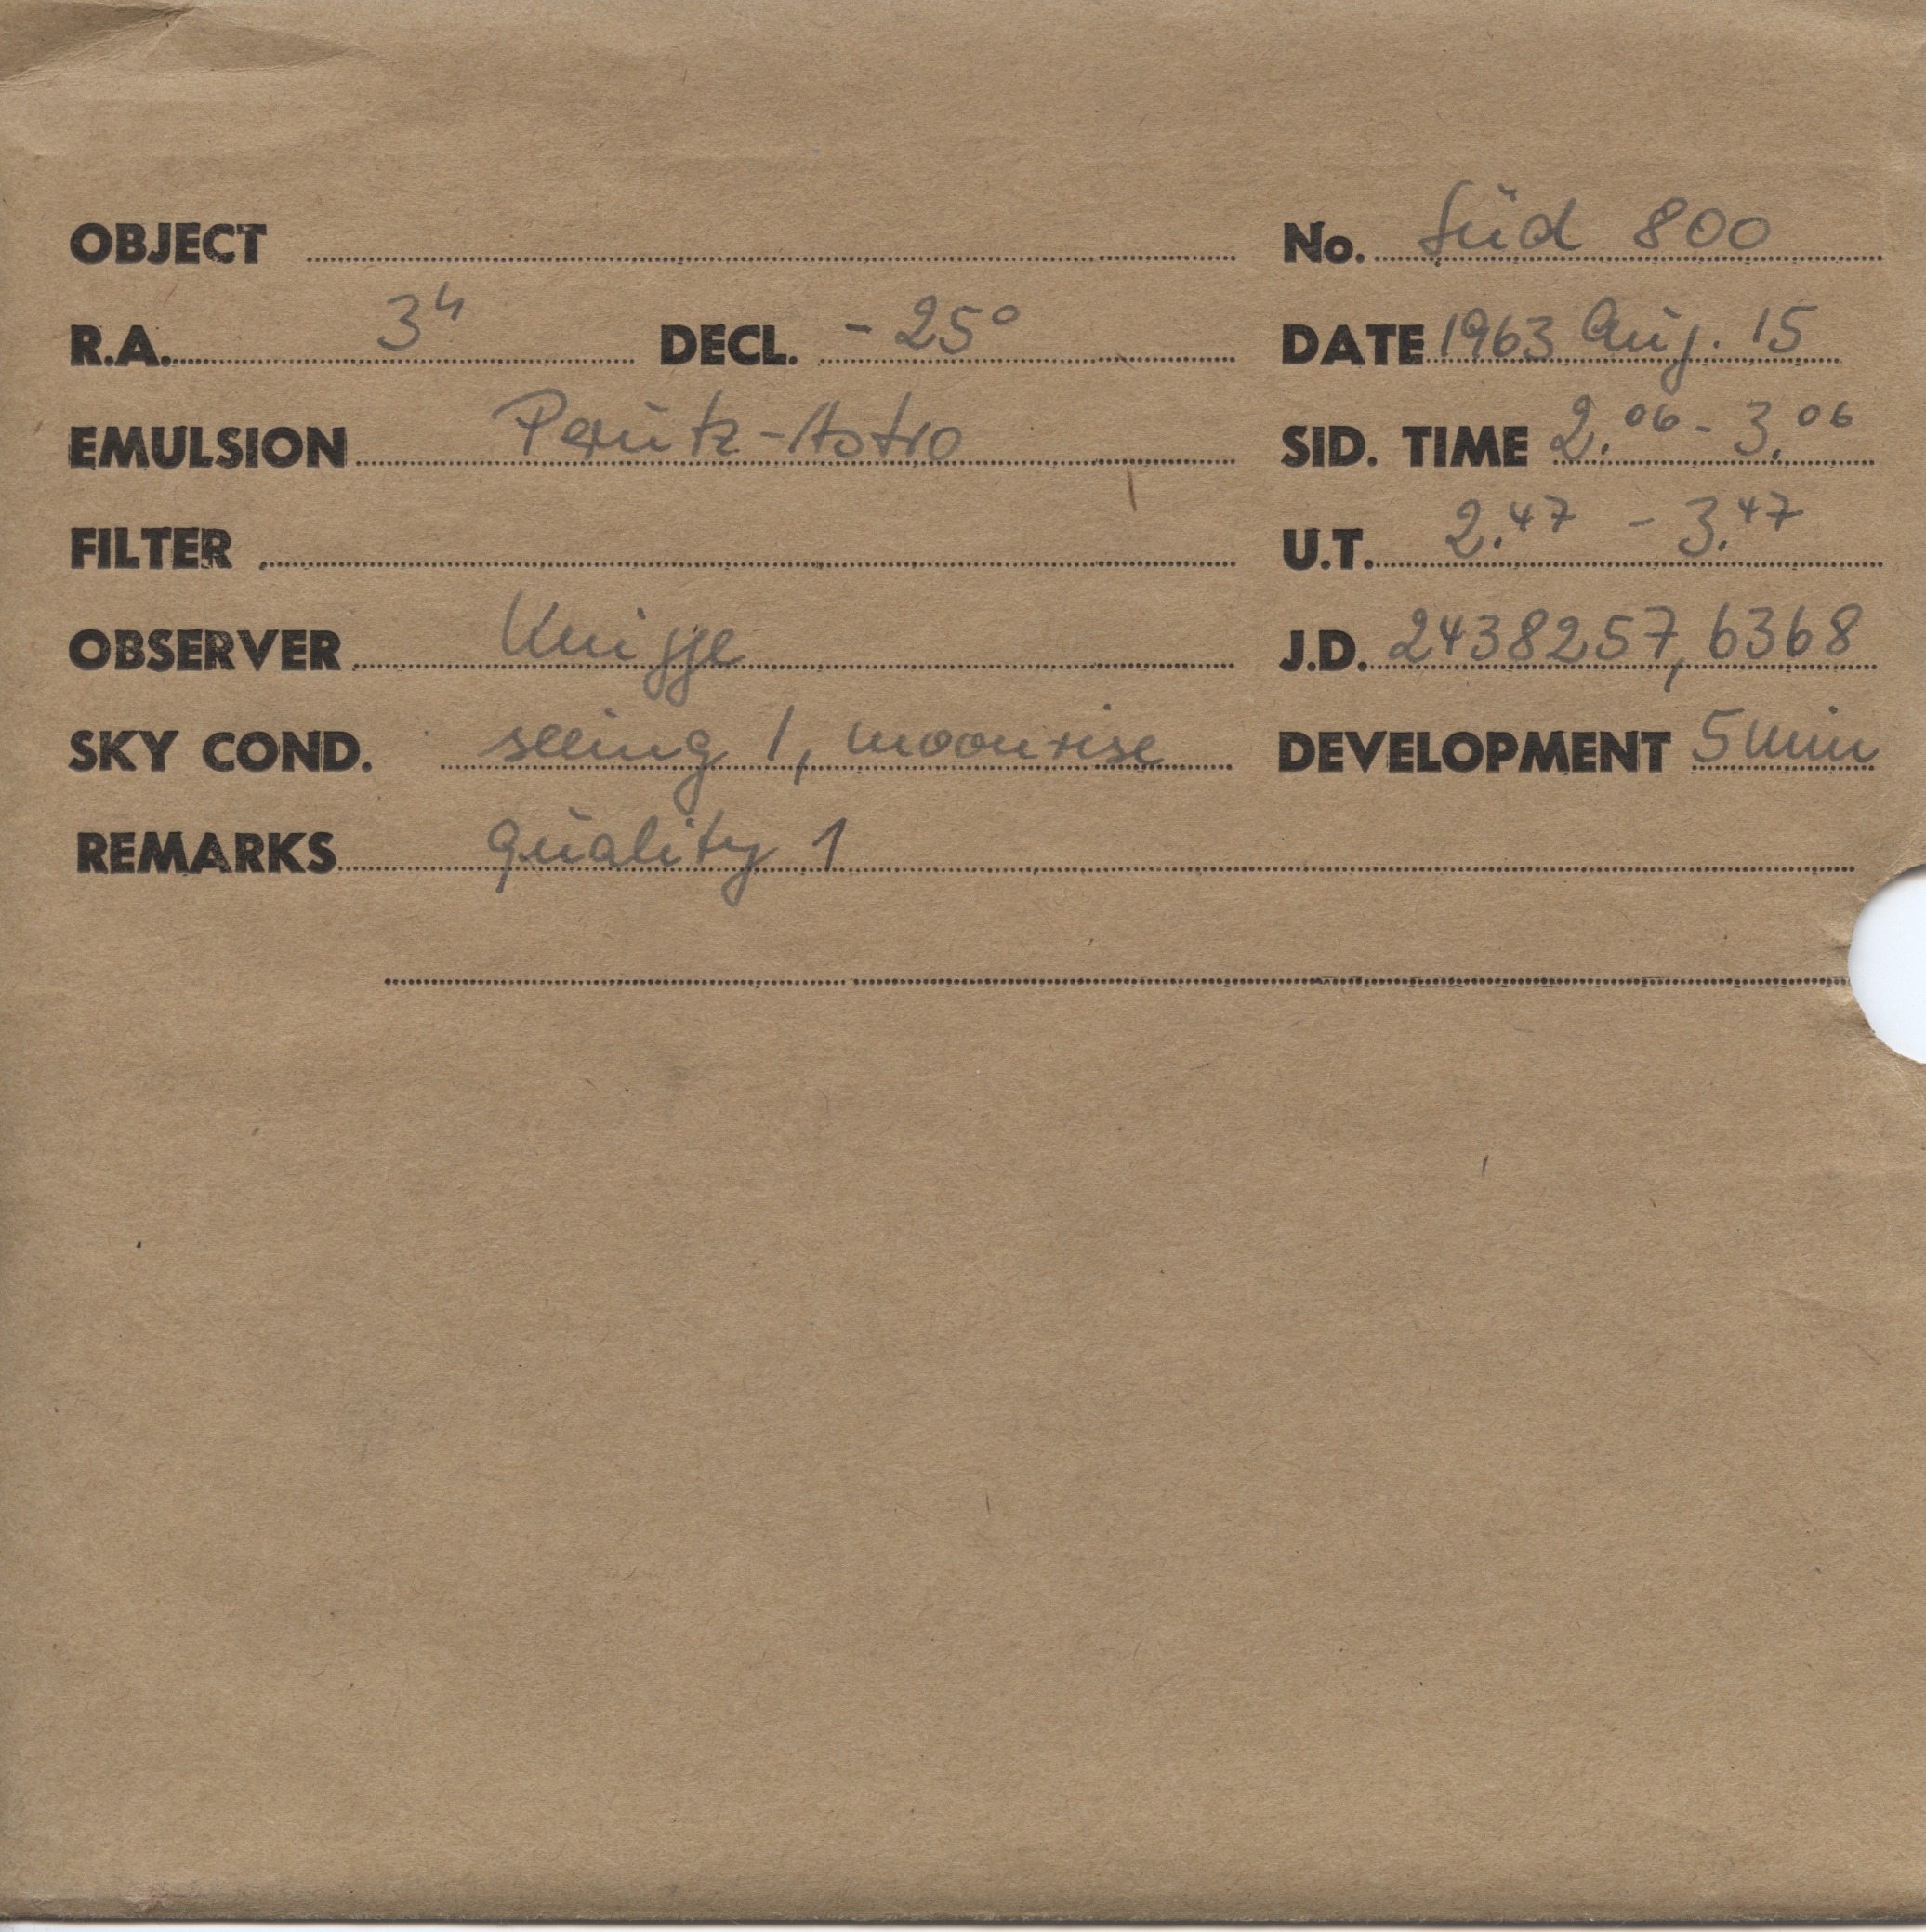 OBJECT No. Süd 800
R.A. 3h DECL. -25° DATE 1963 Aug. 15
EMULSION Perutz-Astro SID. TIME 2.06 - 3.06
FILTER U.T. 2.47 - 3.47
OBSERVER Knigge J.D. 2438257,6368
SKY COND. seeing 1, moonrise DEVELOPMENT 5 min
REMARKS quality 1